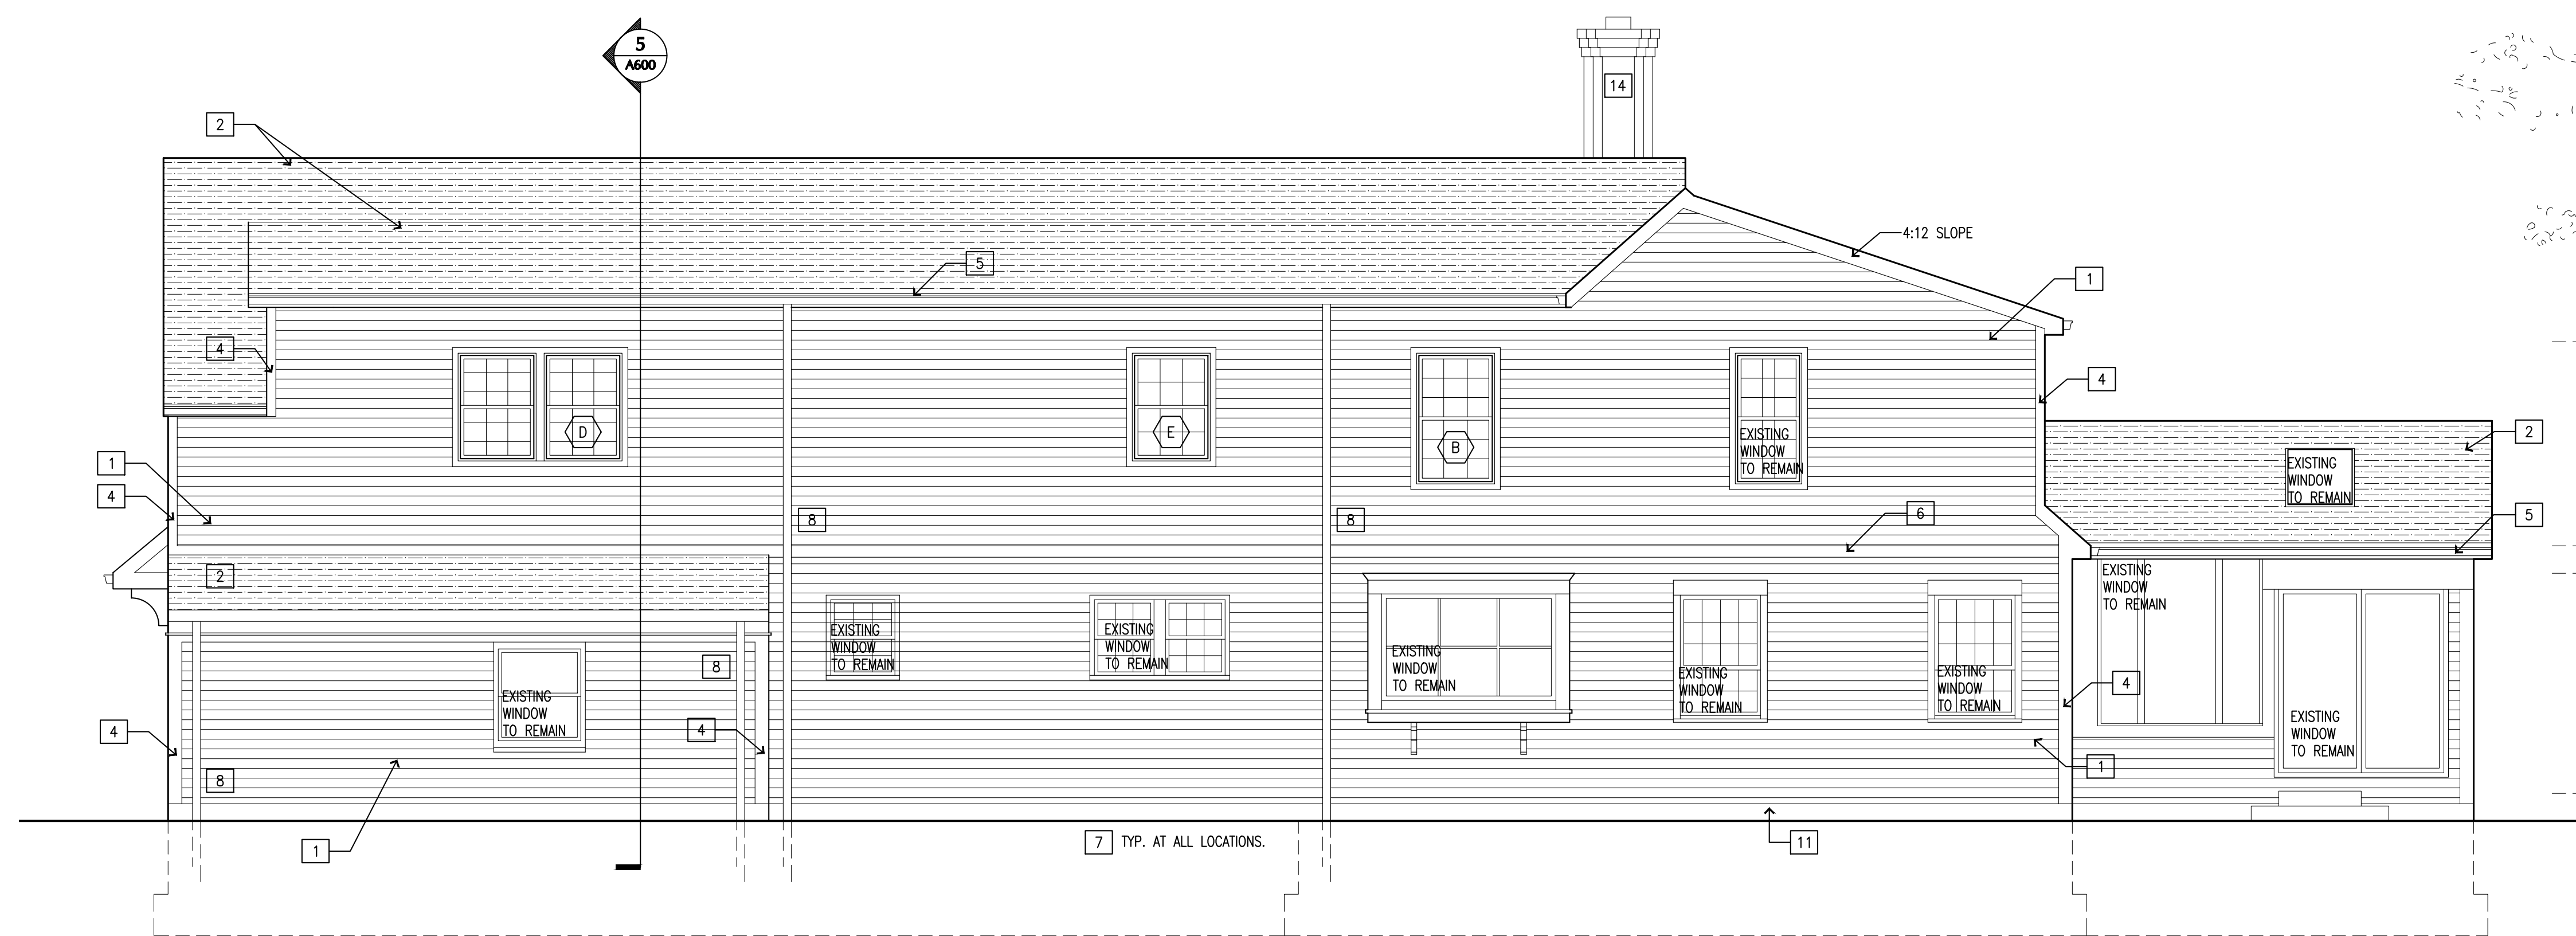 5
A600
14
2
4:12 SLOPE
5
1
4
4
D
E
B
EXISTING
WINDOW
TO REMAIN
2
EXISTING
WINDOW
TO REMAIN
1
4
8
8
6
5
2
EXISTING
WINDOW
TO REMAIN
EXISTING
WINDOW
TO REMAIN
EXISTING
WINDOW
TO REMAIN
EXISTING
WINDOW
TO REMAIN
EXISTING
WINDOW
TO REMAIN
EXISTING
WINDOW
TO REMAIN
8
4
EXISTING
WINDOW
TO REMAIN
4
4
EXISTING
WINDOW
TO REMAIN
8
1
1
7 TYP. AT ALL LOCATIONS.
11